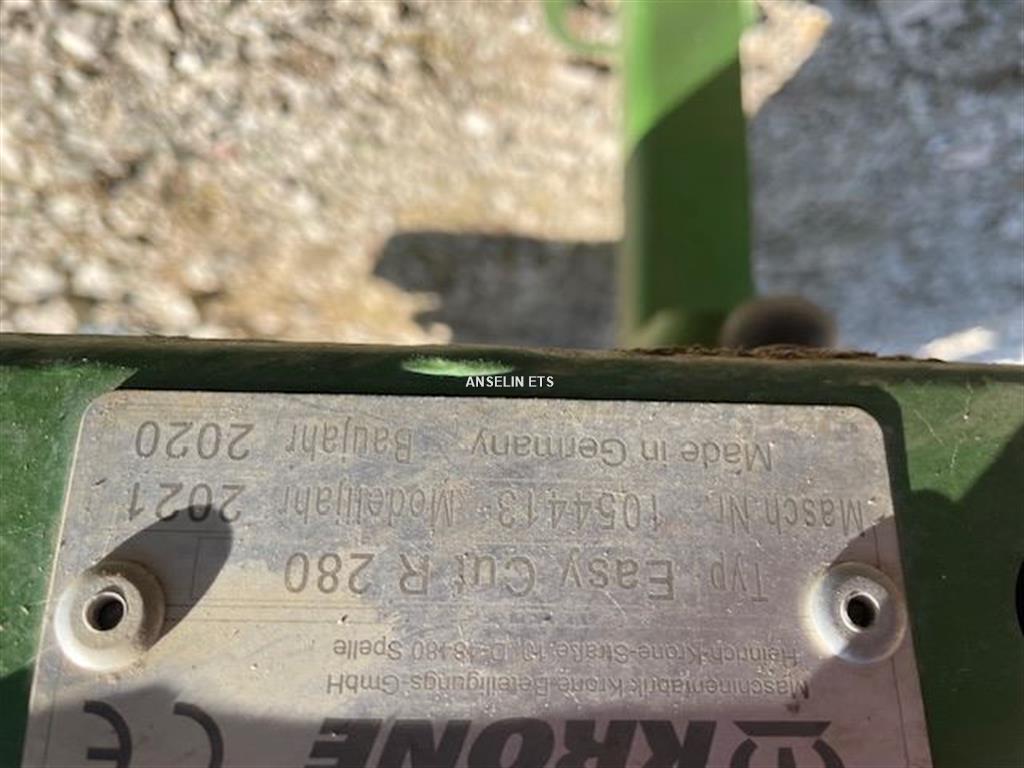 KRONE CE
Maschinenfabrik Krone Beteiligungs-GmbH
Heinrich-Krone-Straße 10, D-48480 Spelle
Typ Easy Cut R 280
Masch.Nr. 1054413 Modelljahr 2021
Made in Germany Baujahr 2020
ANSELIN ETS